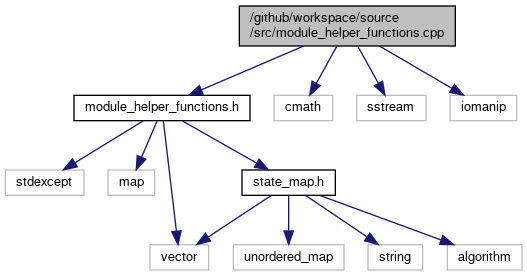 /github/workspace/source
/src/module_helper_functions.cpp
module_helper_functions.h
cmath
sstream
iomanip
stdexcept
map
state_map.h
vector
unordered_map
string
algorithm